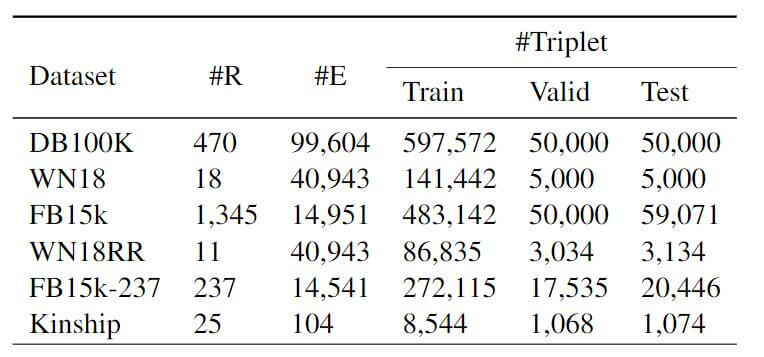 #Triplet
Dataset #R #E
Train Valid Test
DB100K 470 99,604 597,572 50,000 50,000
WN18 18 40,943 141,442 5,000 5,000
FB15k 1,345 14,951 483,142 50,000 59,071
WN18RR 11 40,943 86,835 3,034 3,134
FB15k-237 237 14,541 272,115 17,535 20,446
Kinship 25 104 8,544 1,068 1,074